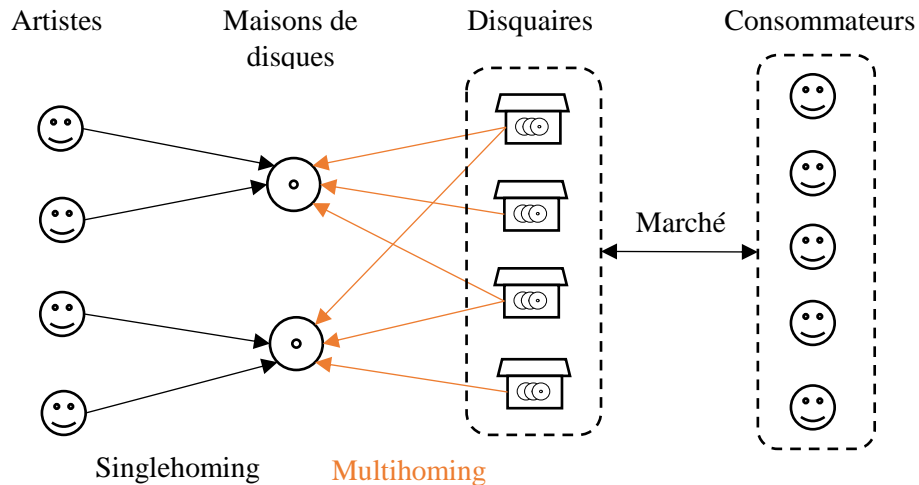 Artistes
Maisons de
disques
Disquaires
Consommateurs
Marché
Singlehoming
Multihoming